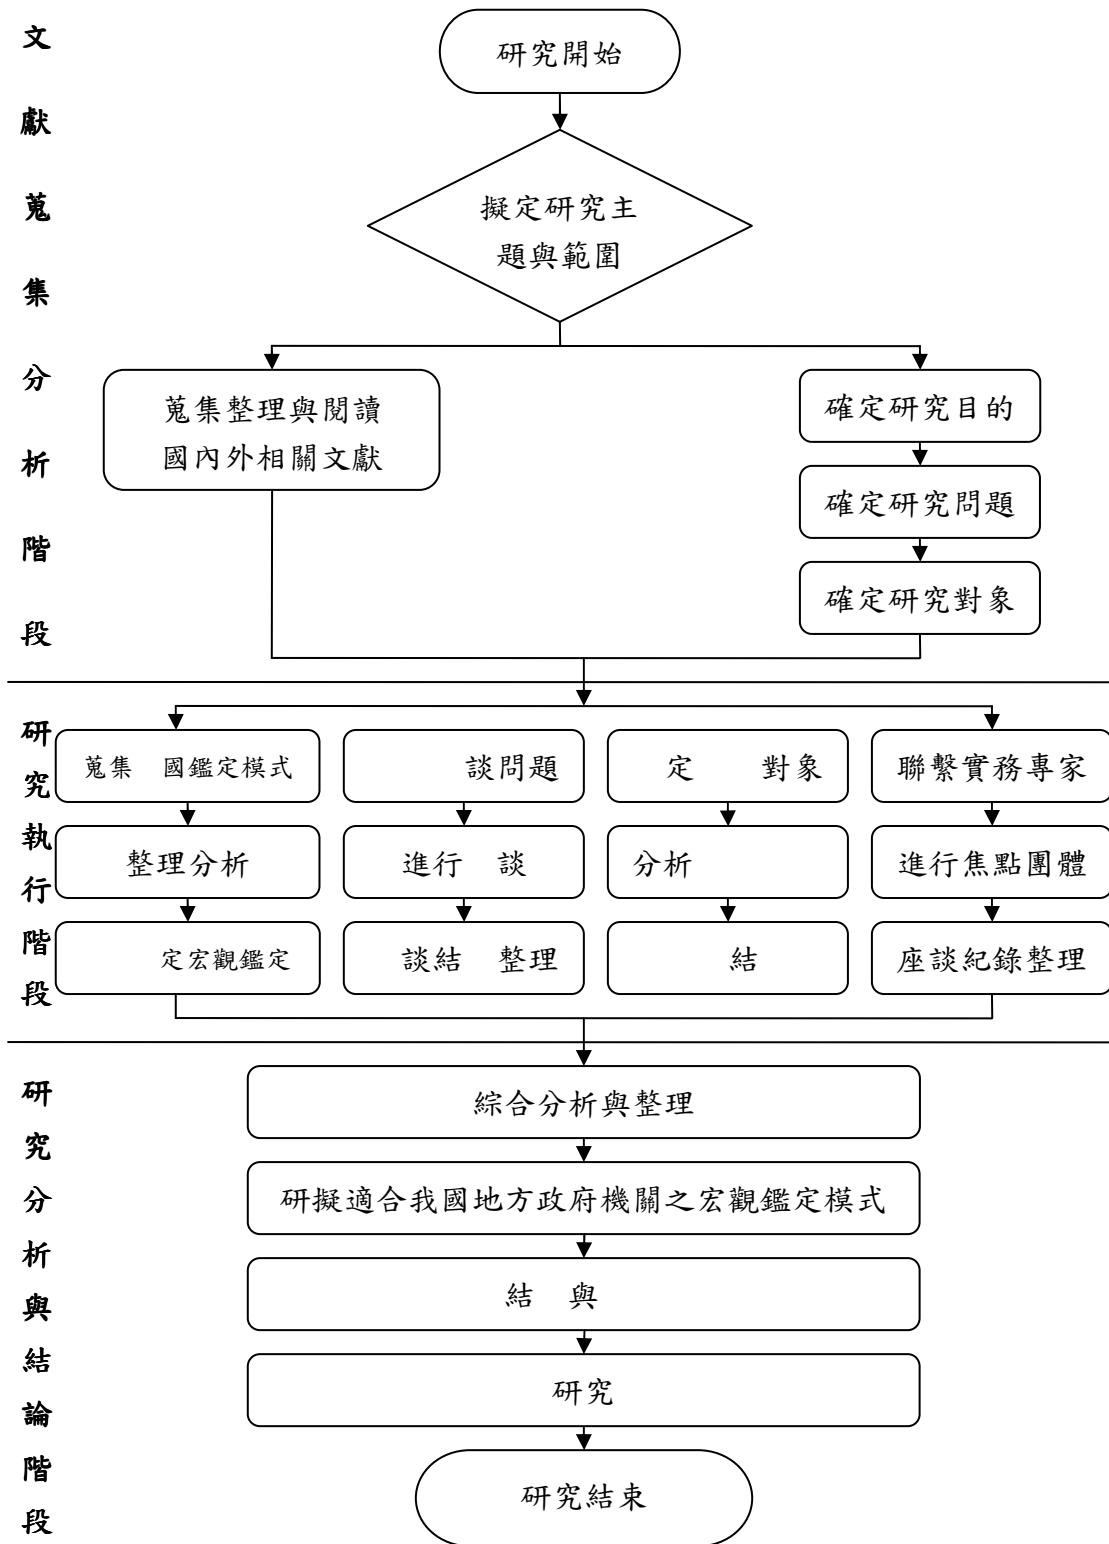 文獻蒐集分析階段
研究開始
擬定研究主
題與範圍
蒐集整理與閱讀
國內外相關文獻
確定研究目的
確定研究問題
確定研究對象
研究執行階段
蒐集 國鑑定模式
談問題
定 對象
聯繫實務專家
整理分析
進行 談
分析
進行焦點團體
定宏觀鑑定
談結 整理
結
座談紀錄整理
研究分析與結論階段
綜合分析與整理
研擬適合我國地方政府機關之宏觀鑑定模式
結 與
研究
研究結束